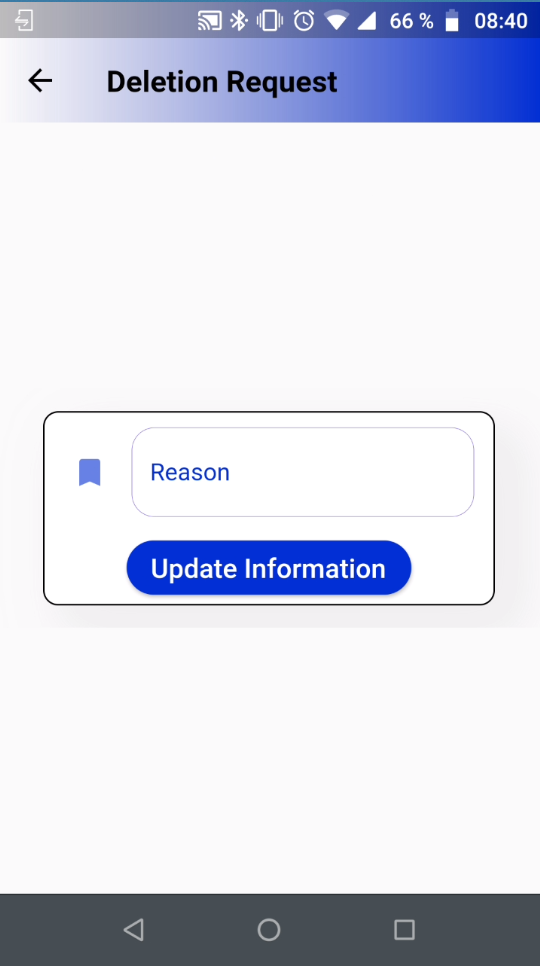 66 % 08:40
Deletion Request
Reason
Update Information